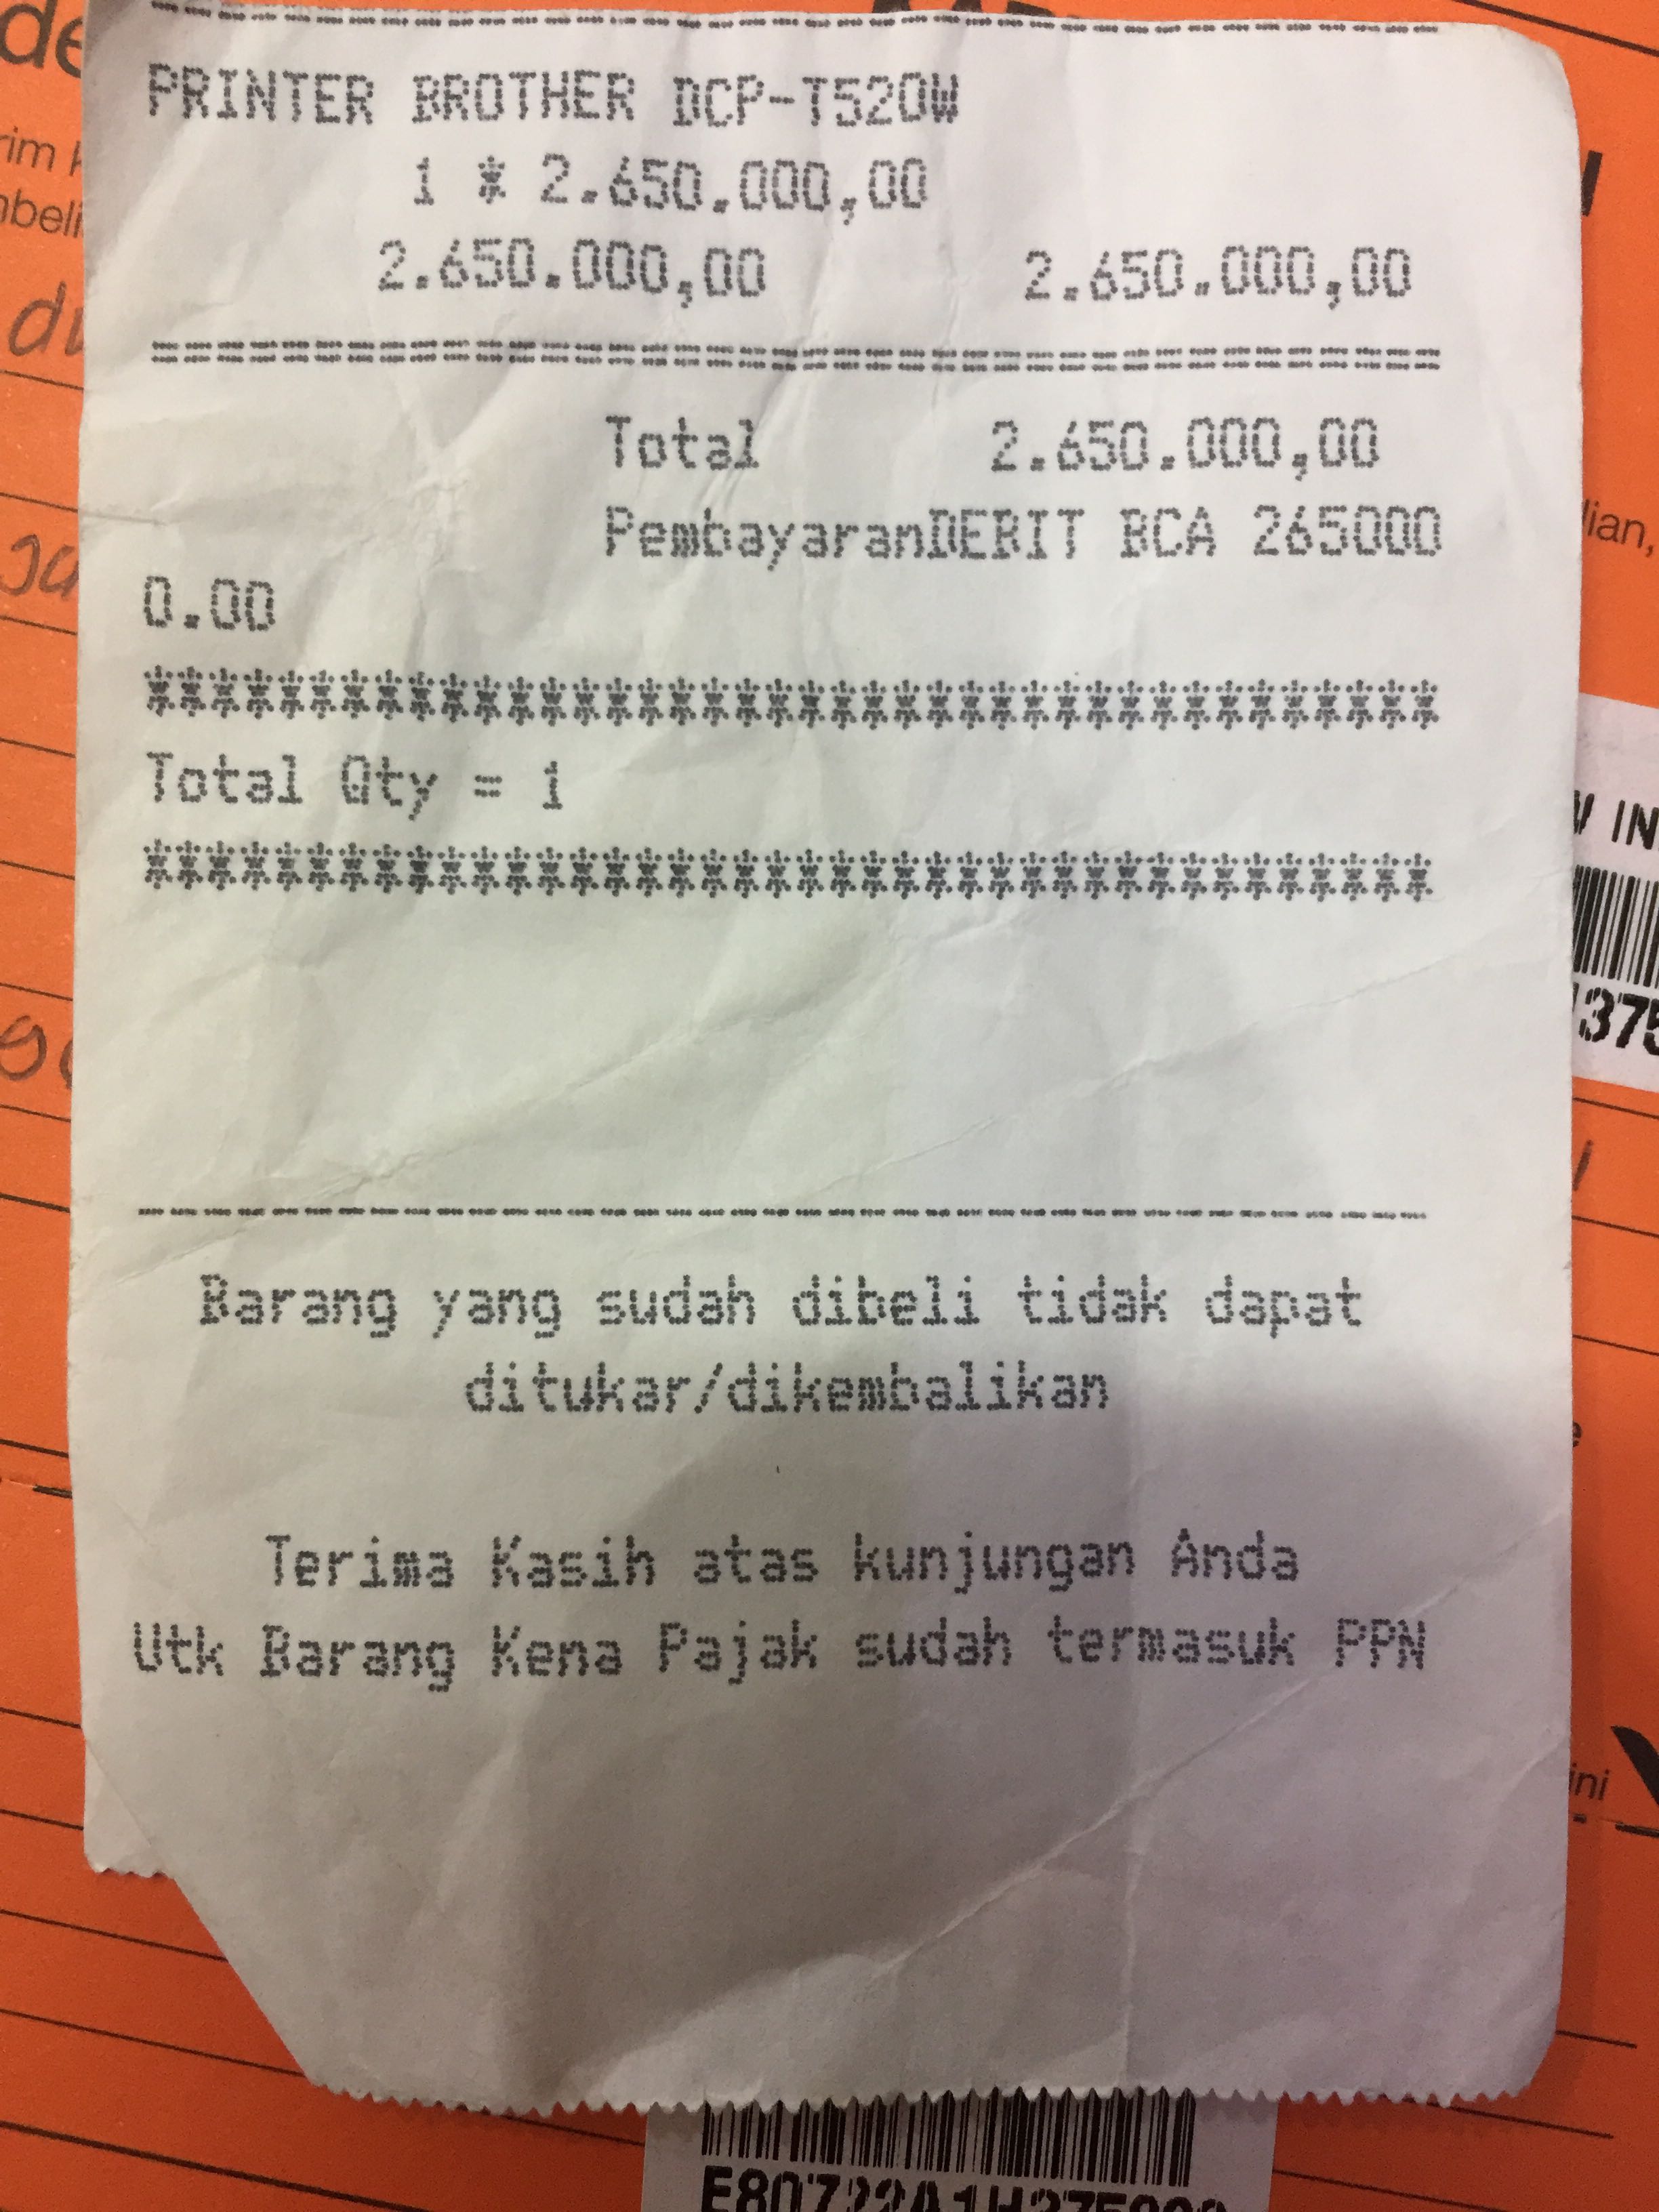 PRINTER BROTHER DCP-T520W
1 * 2.650.000,00
2.650.000,00 2.650.000,00
Total 2.650.000,00
PembayaranDEBIT BCA 265000
0.00
****************************************
Total Qty = 1
****************************************
Barang yang sudah dibeli tidak dapat
ditukar/dikembalikan
Terima Kasih atas kunjungan Anda
Utk Barang Kena Pajak sudah termasuk PPN
lian,
ini